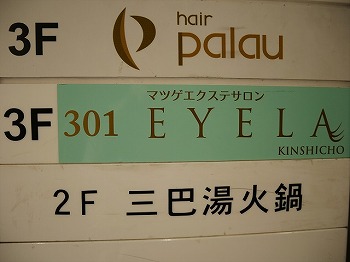 3F hair
palau
マツゲエクステサロン
3F 301 EYELA
KINSHICHO
2F 三巴湯火鍋